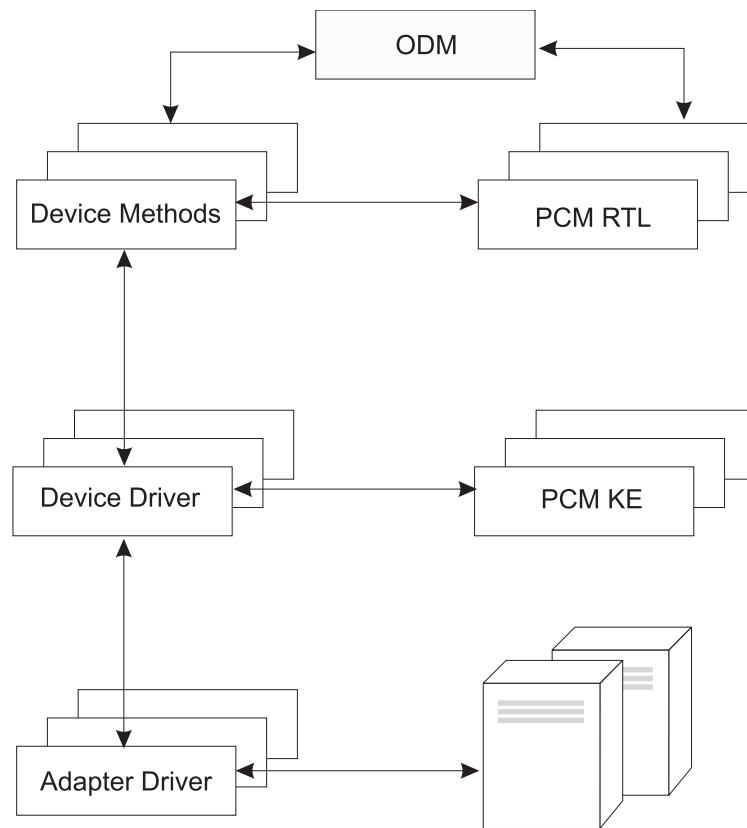 ODM
Device Methods
PCM RTL
Device Driver
PCM KE
Adapter Driver